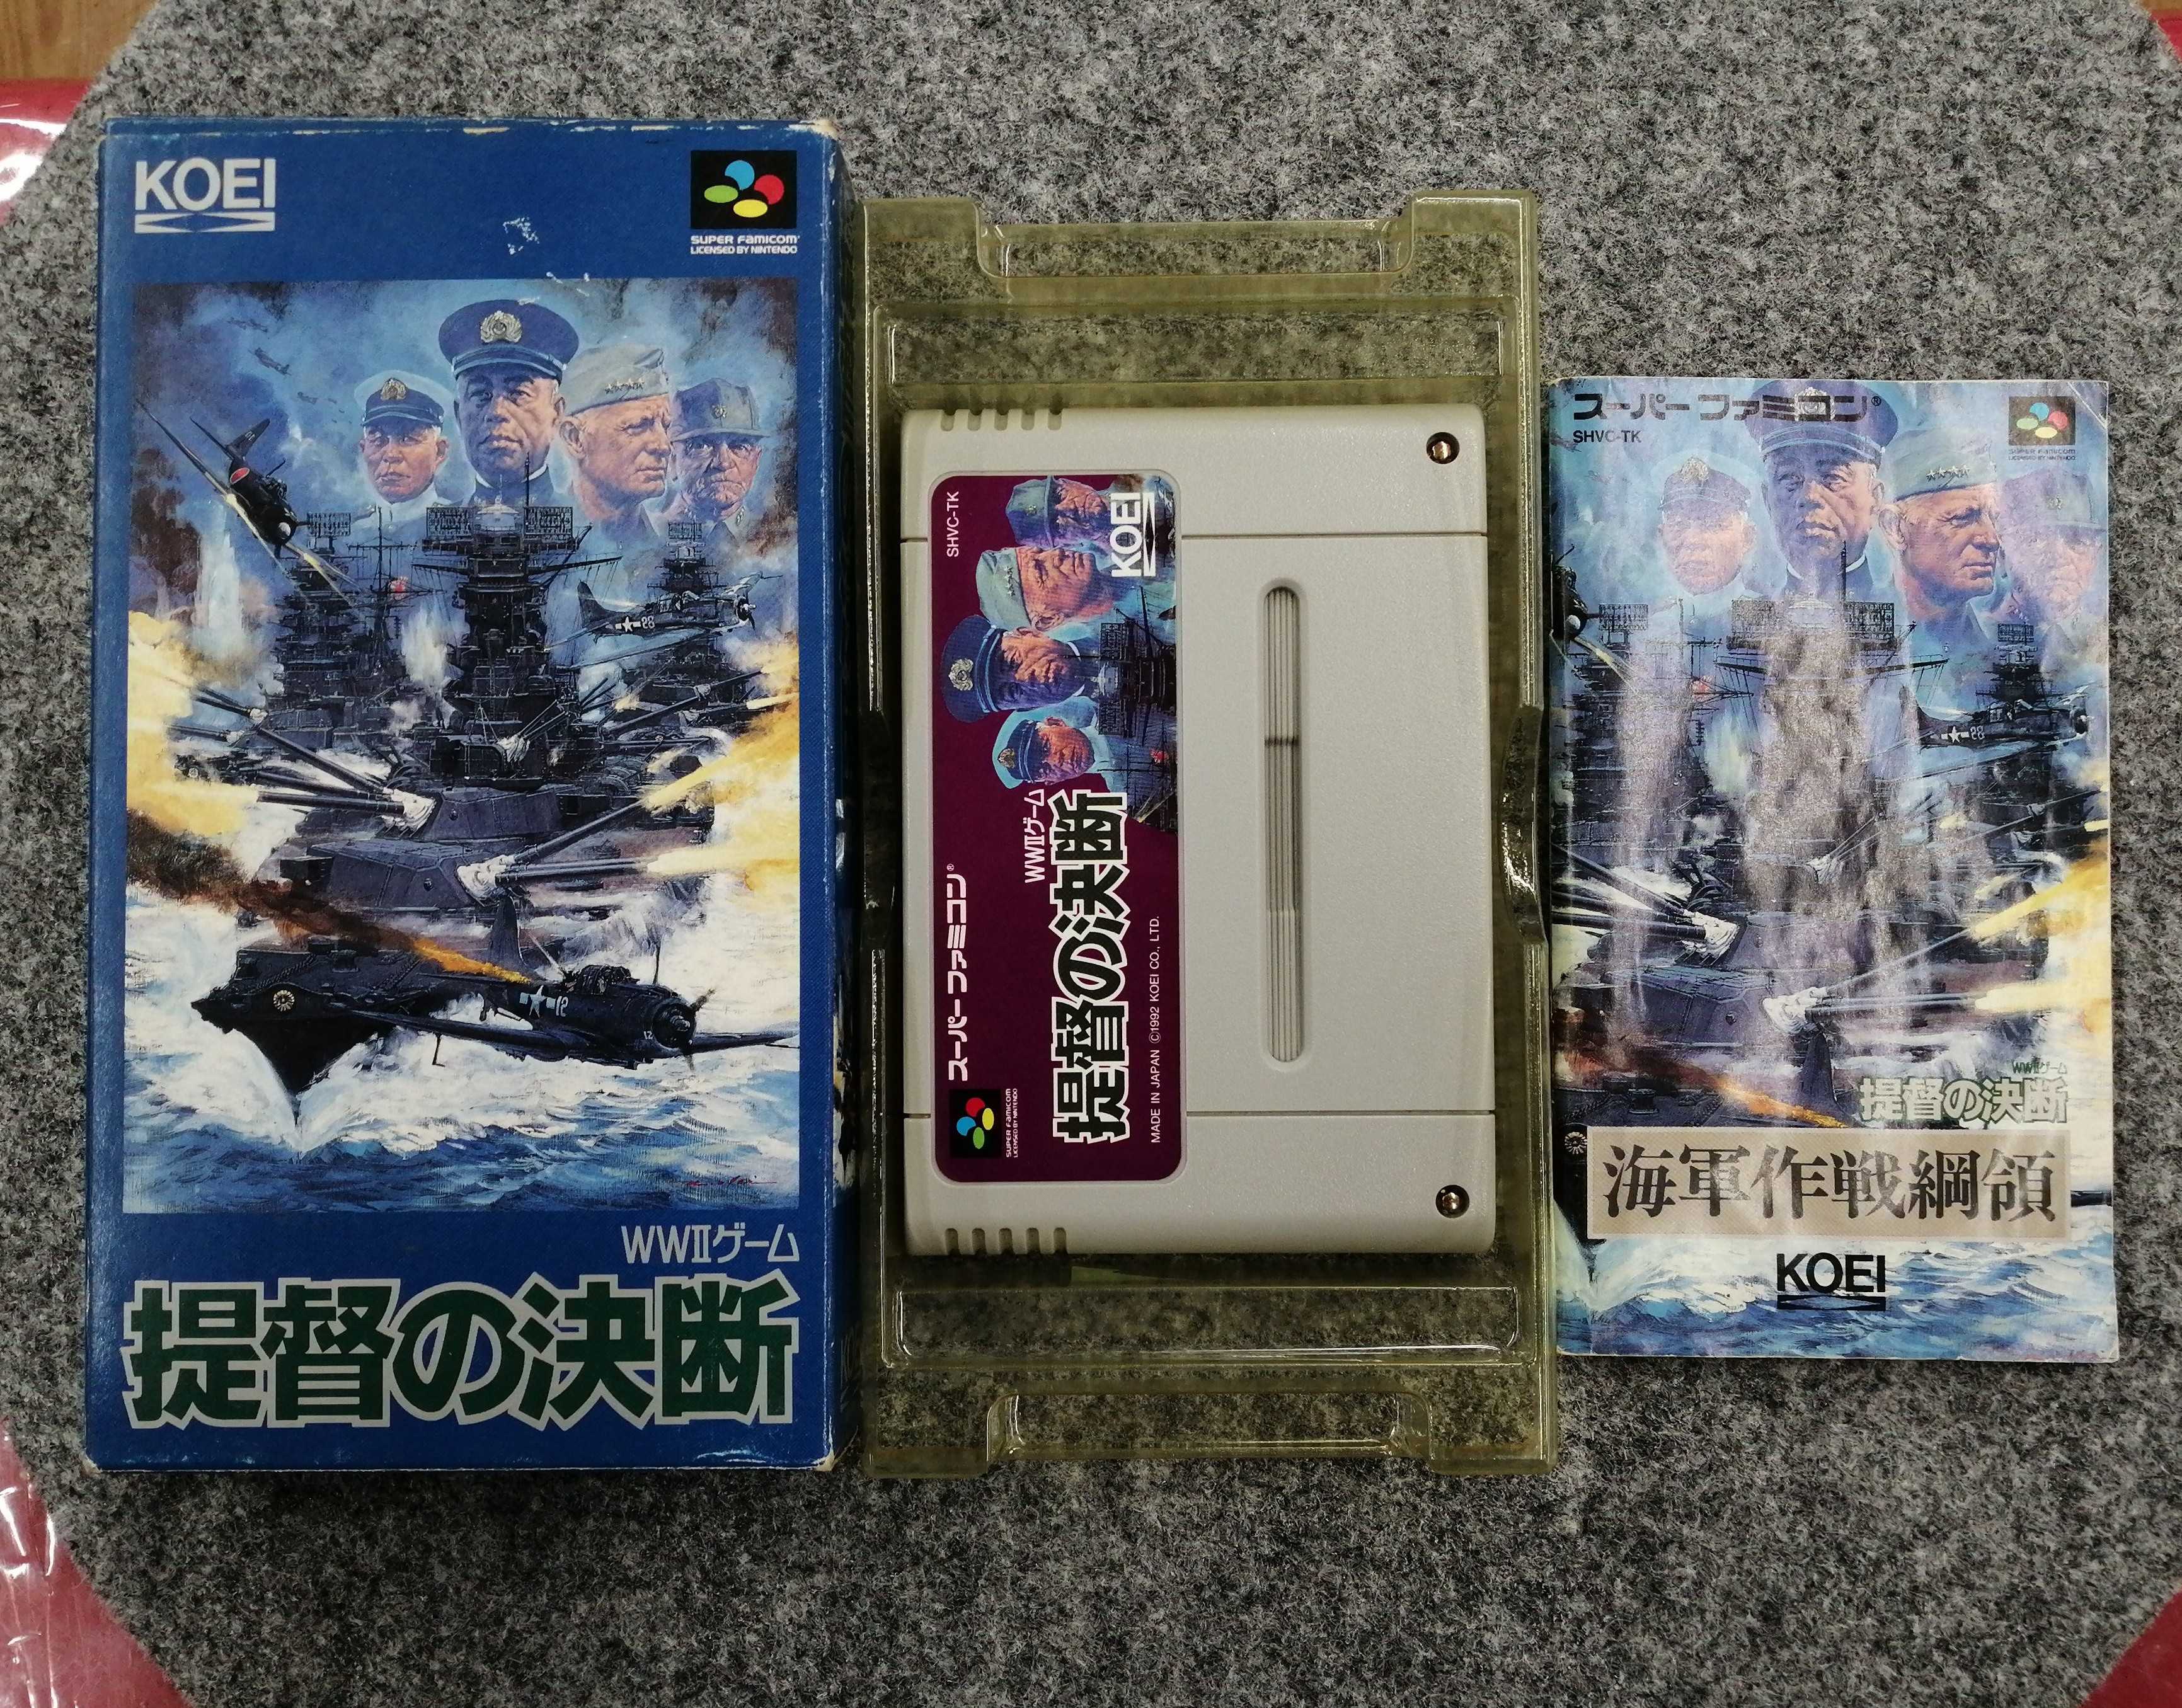 KOEI
SUPER FAMICOM
LICENSED BY NINTENDO
WWIIゲーム
提督の決断
スーパーファミコン®
SHVC-TK
KOEI
WWIIゲーム
提督の決断
SUPER FAMICOM
LICENSED BY NINTENDO
MADE IN JAPAN ©1992 KOEI CO., LTD.
スーパーファミコン®
SHVC-TK
SUPER FAMICOM
LICENSED BY NINTENDO
WWIIゲーム
提督の決断
海軍作戦綱領
KOEI